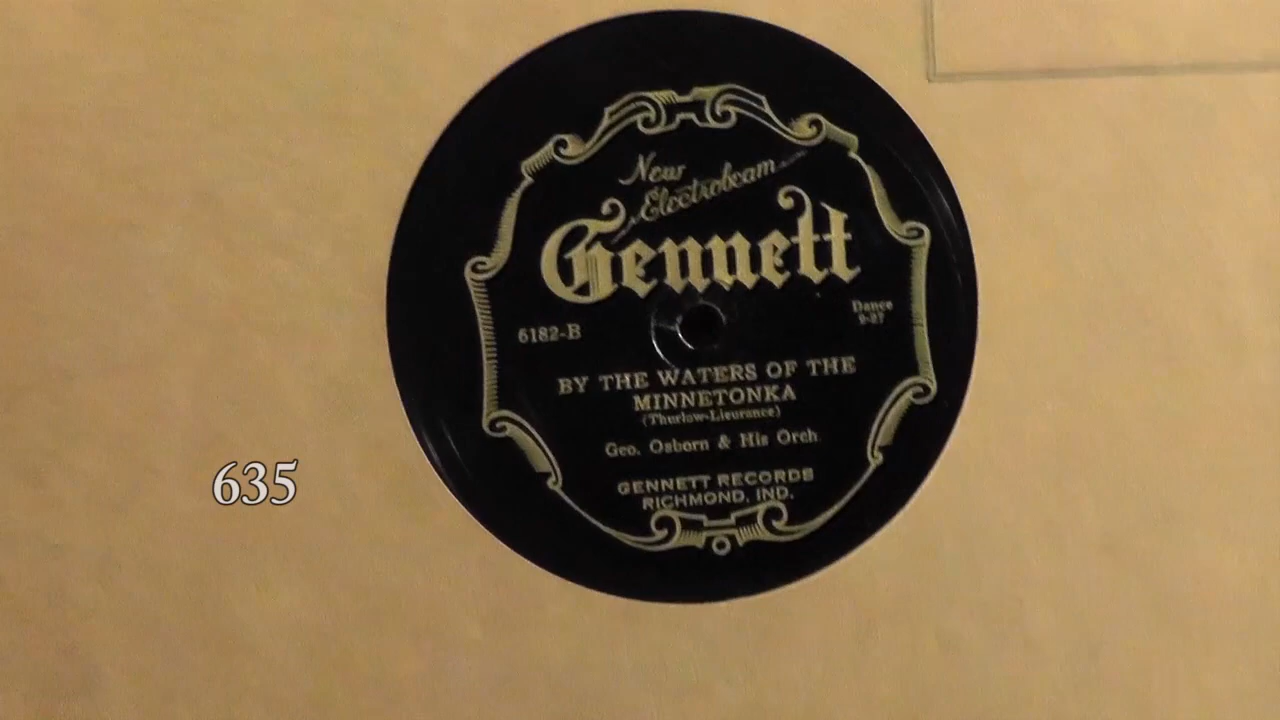 New
Electrobeam
Gennett
Dance
9-27
6182-B
BY THE WATERS OF THE
MINNETONKA
(Thurlow-Lieurance)
Geo. Osborn & His Orch
GENNETT RECORDS
RICHMOND, IND.
635